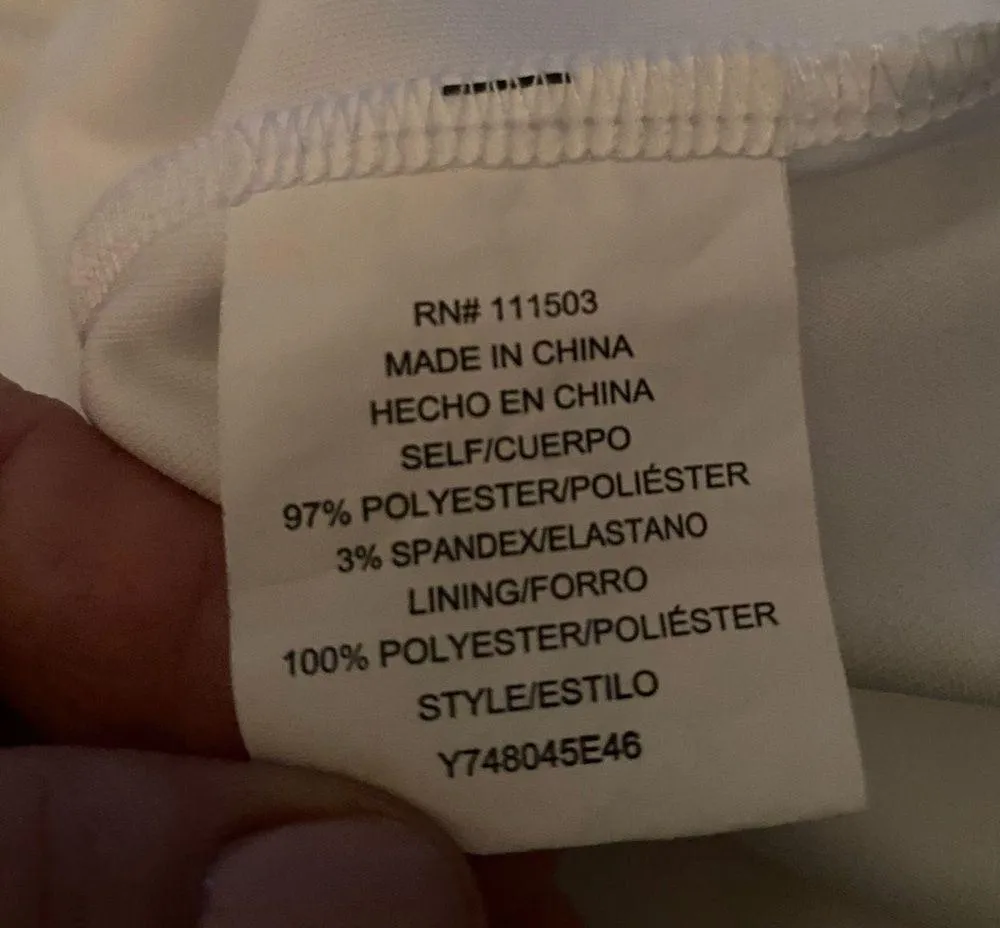 RN# 111503
MADE IN CHINA
HECHO EN CHINA
SELF/CUERPO
97% POLYESTER/POLIÉSTER
3% SPANDEX/ELASTANO
LINING/FORRO
100% POLYESTER/POLIÉSTER
STYLE/ESTILO
Y748045E46